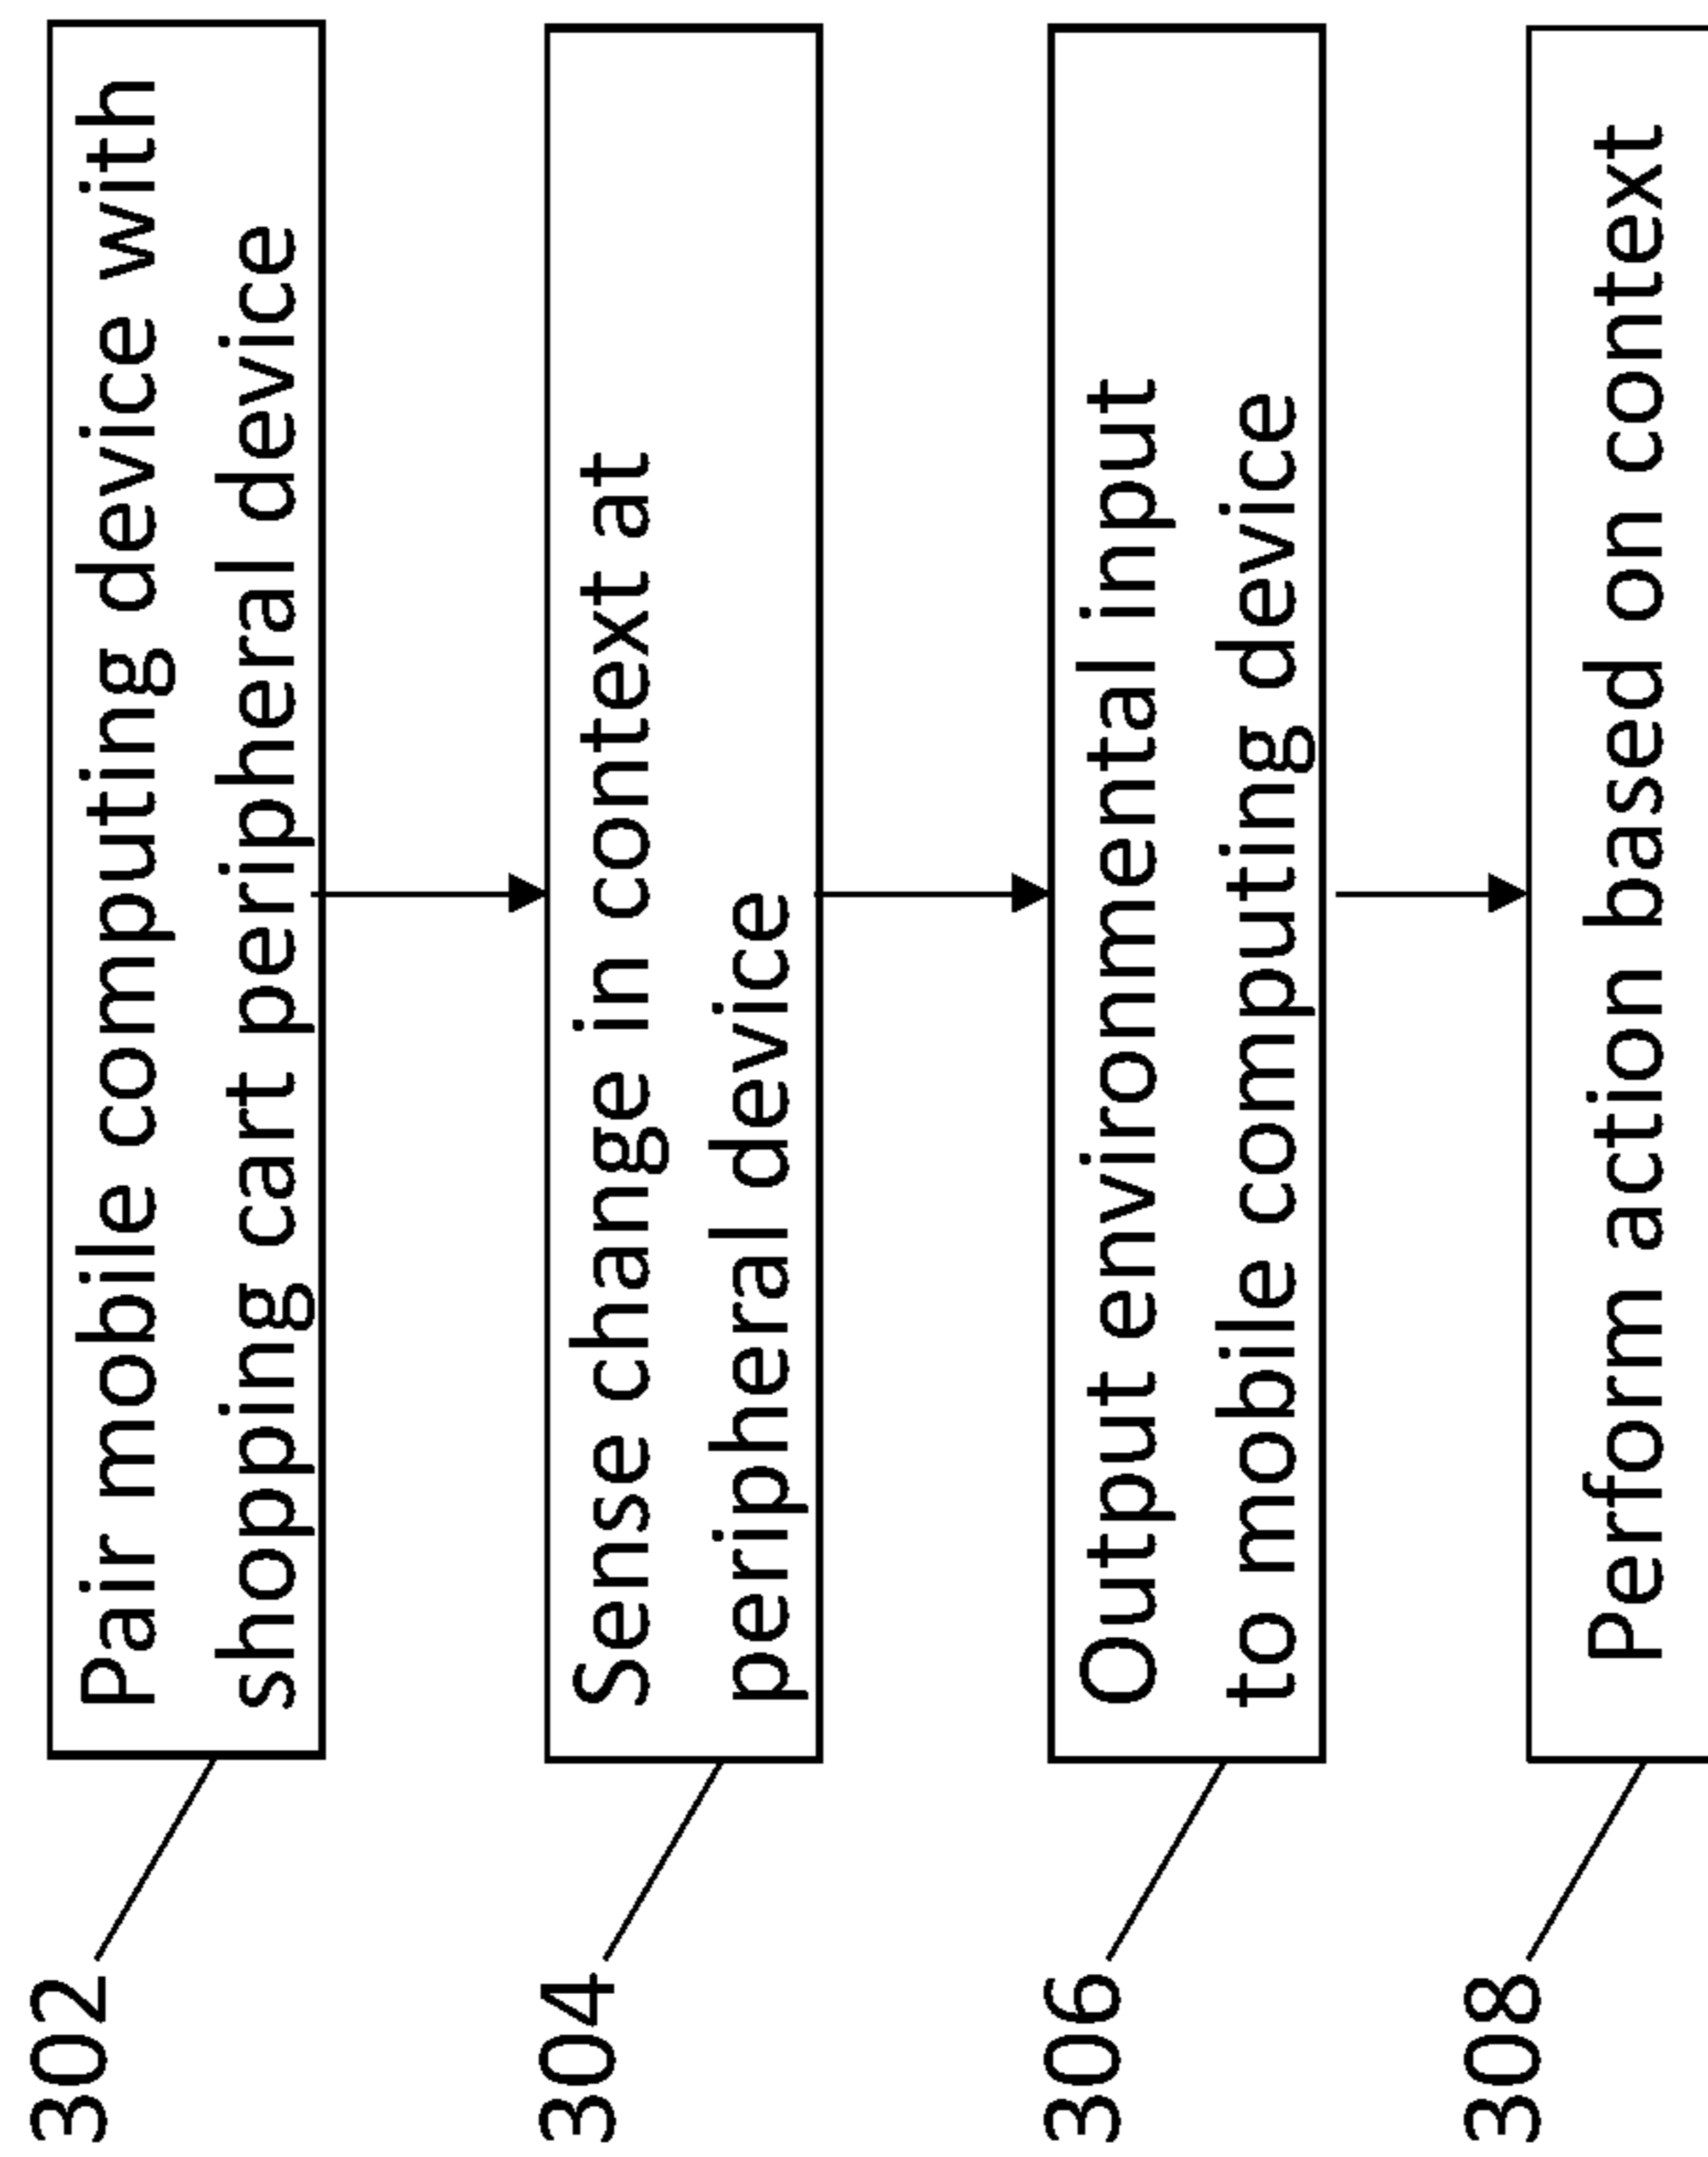 302
Pair mobile computing device with
shopping cart peripheral device
304
Sense change in context at
peripheral device
306
Output environmental input
to mobile computing device
308
Perform action based on context